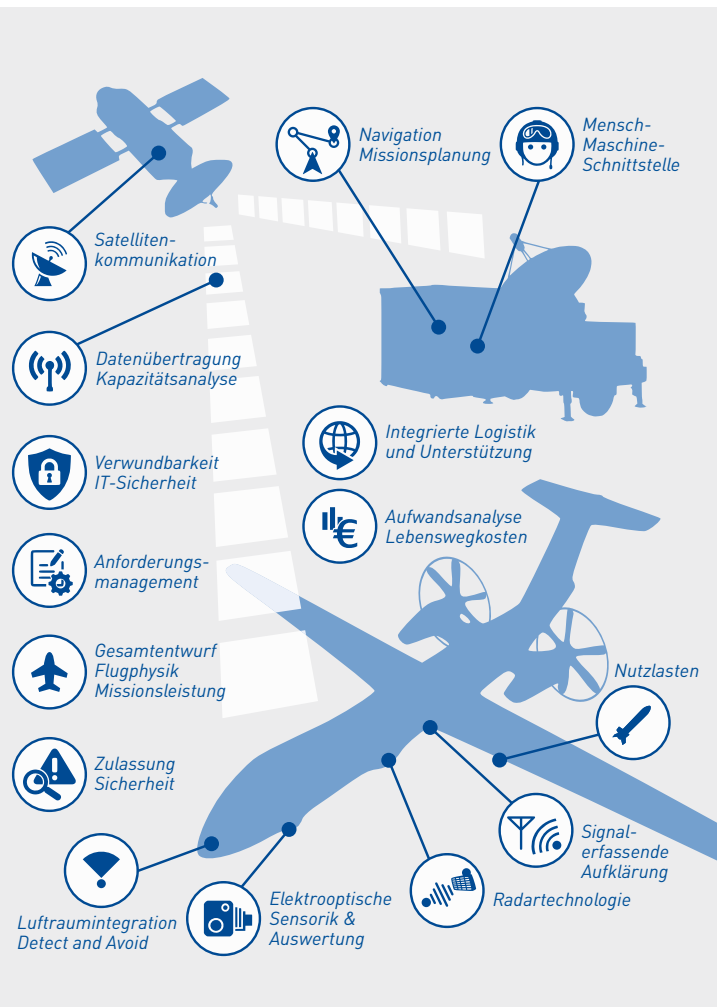 Navigation
Missionsplanung
Mensch-
Maschine-
Schnittstelle
Satelliten-
kommunikation
Datenübertragung
Kapazitätsanalyse
Integrierte Logistik
und Unterstützung
Verwundbarkeit
IT-Sicherheit
Aufwandsanalyse
Lebenswegkosten
Anforderungs-
management
Gesamtentwurf
Flugphysik
Missionsleistung
Nutzlasten
Zulassung
Sicherheit
Signal-
erfassende
Aufklärung
Radartechnologie
Elektrooptische
Sensorik &
Auswertung
Luftraumintegration
Detect and Avoid